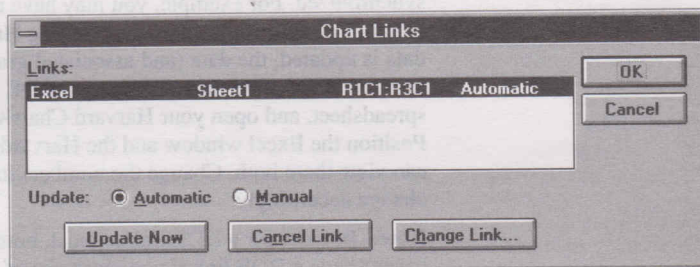 Chart Links
Links:
Excel Sheet1 R1C1:R3C1 Automatic
OK
Cancel
Update: Automatic Manual
Update Now Cancel Link Change Link...